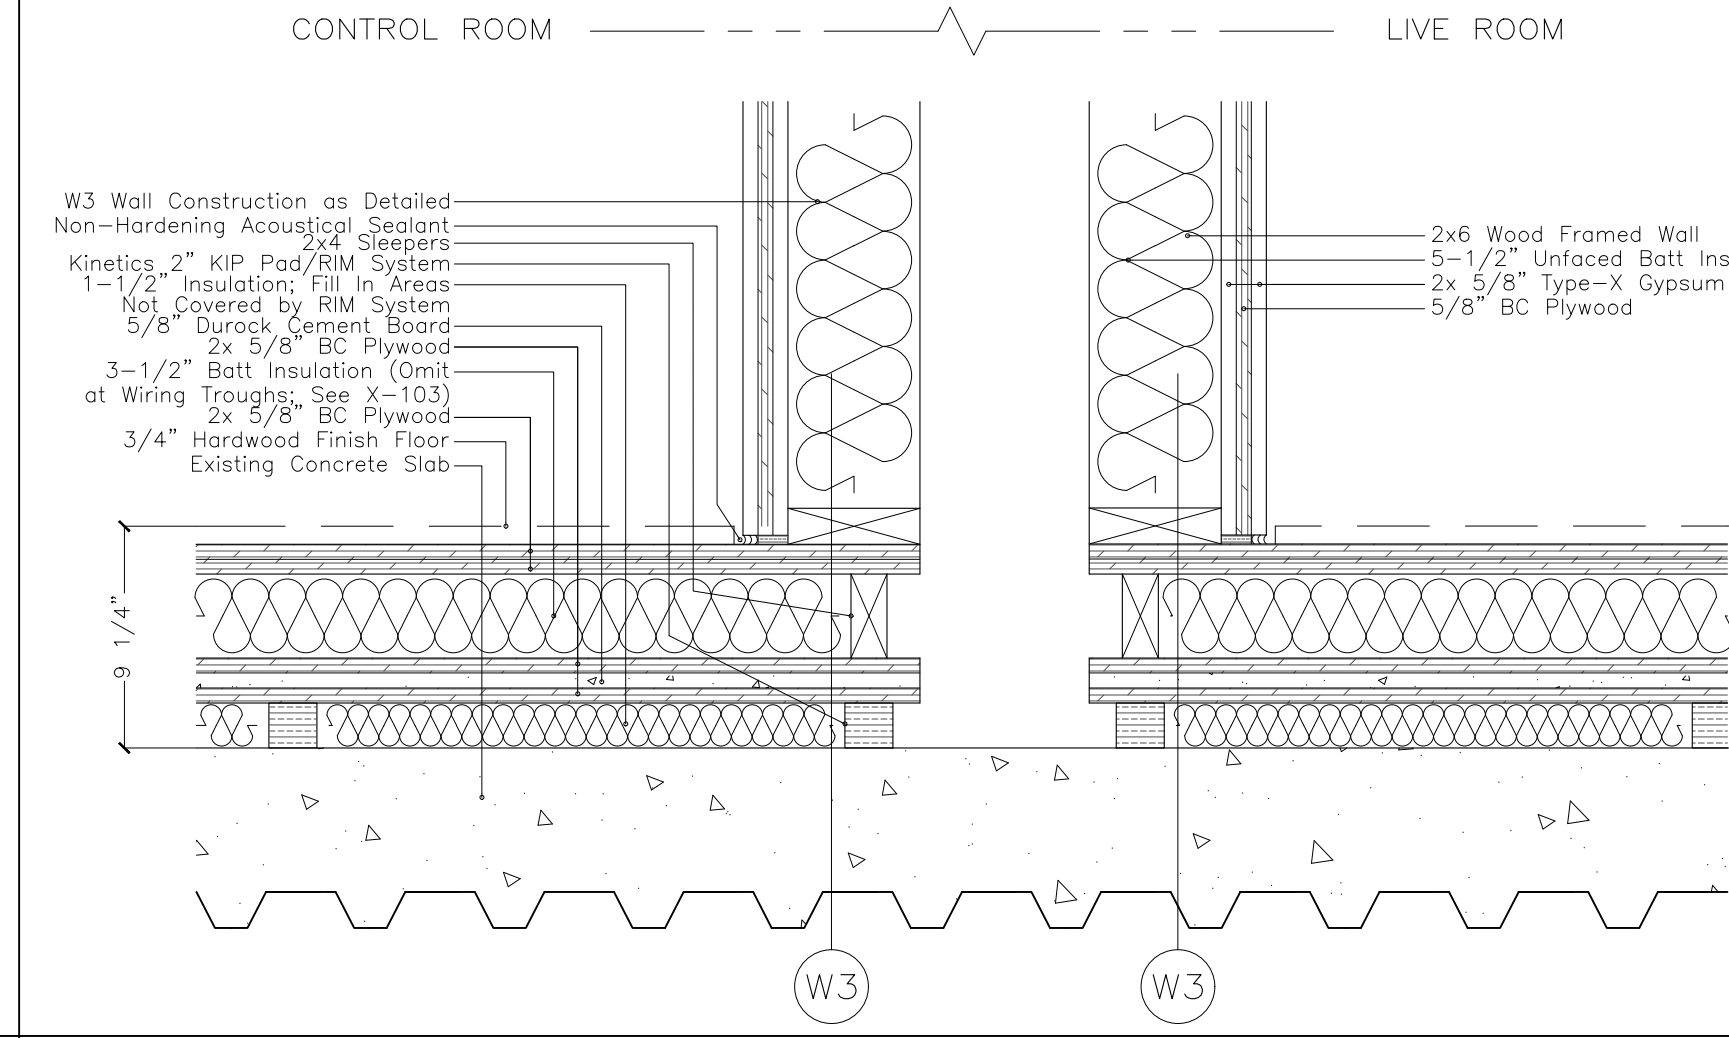 CONTROL ROOM
LIVE ROOM
W3 Wall Construction as Detailed
Non-Hardening Acoustical Sealant
2x4 Sleepers
Kinetics 2" KIP Pad/RIM System
1-1/2" Insulation; Fill In Areas
Not Covered by RIM System
5/8" Durock Cement Board
2x 5/8" BC Plywood
3-1/2" Batt Insulation (Omit
at Wiring Troughs; See X-103)
2x 5/8" BC Plywood
3/4" Hardwood Finish Floor
Existing Concrete Slab
2x6 Wood Framed Wall
5-1/2" Unfaced Batt Ins
2x 5/8" Type-X Gypsum
5/8" BC Plywood
9 1/4"
W3
W3